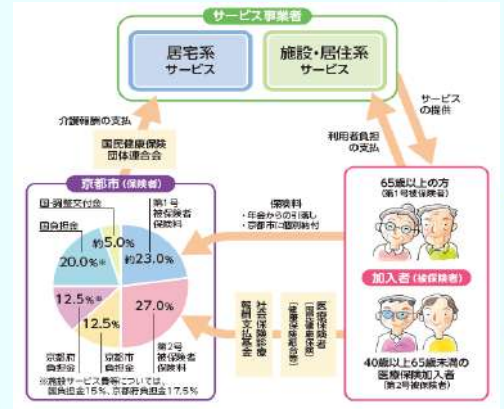 サービス事業者
居宅系
サービス
施設・居住系
サービス
介護報酬の支払
国民健康保険
団体連合会
利用者負担
の支払
サービス
の提供
京都市(保険者)
国・調整交付金
国負担金
約5.0%
20.0%※
12.5%※
12.5%
約23.0%
27.0%
第1号
被保険者
保険料
京都府
負担金
京都市
負担金
第2号
被保険者
保険料
※施設サービス費等については、
国負担金15%、京都府負担金17.5%
保険料
・年金からの引落し
・京都市に個別納付
社会保険診療
報酬支払基金
医療保険者
国民健康保険
健康保険組合等
65歳以上の方
(第1号被保険者)
加入者(被保険者)
40歳以上65歳未満の
医療保険加入者
(第2号被保険者)